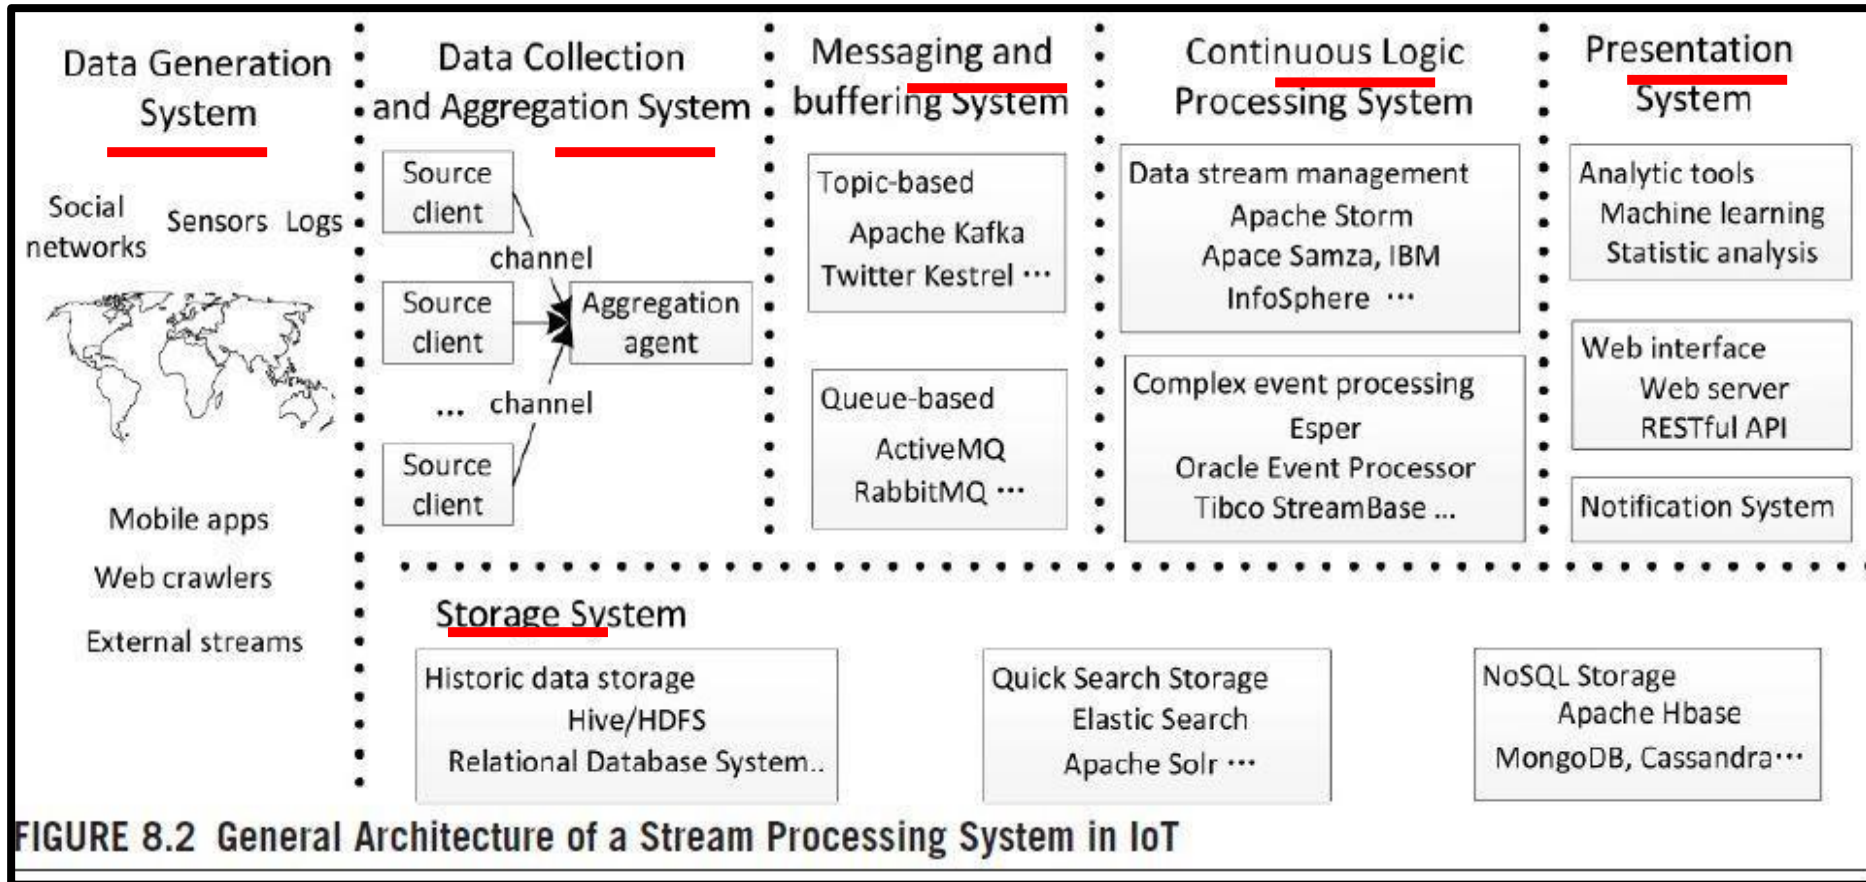 Data Generation
System
Social
networks
Sensors Logs
Mobile apps
Web crawlers
External streams
Data Collection
and Aggregation System
Source
client
channel
Source
client
Aggregation
agent
... channel
Source
client
Messaging and
buffering System
Topic-based
Apache Kafka
Twitter Kestrel ...
Queue-based
ActiveMQ
RabbitMQ ...
Continuous Logic
Processing System
Data stream management
Apache Storm
Apace Samza, IBM
InfoSphere ...
Complex event processing
Esper
Oracle Event Processor
Tibco StreamBase ...
Presentation
System
Analytic tools
Machine learning
Statistic analysis
Web interface
Web server
RESTful API
Notification System
Storage System
Historic data storage
Hive/HDFS
Relational Database System..
Quick Search Storage
Elastic Search
Apache Solr ...
NoSQL Storage
Apache Hbase
MongoDB, Cassandra...
FIGURE 8.2 General Architecture of a Stream Processing System in IoT